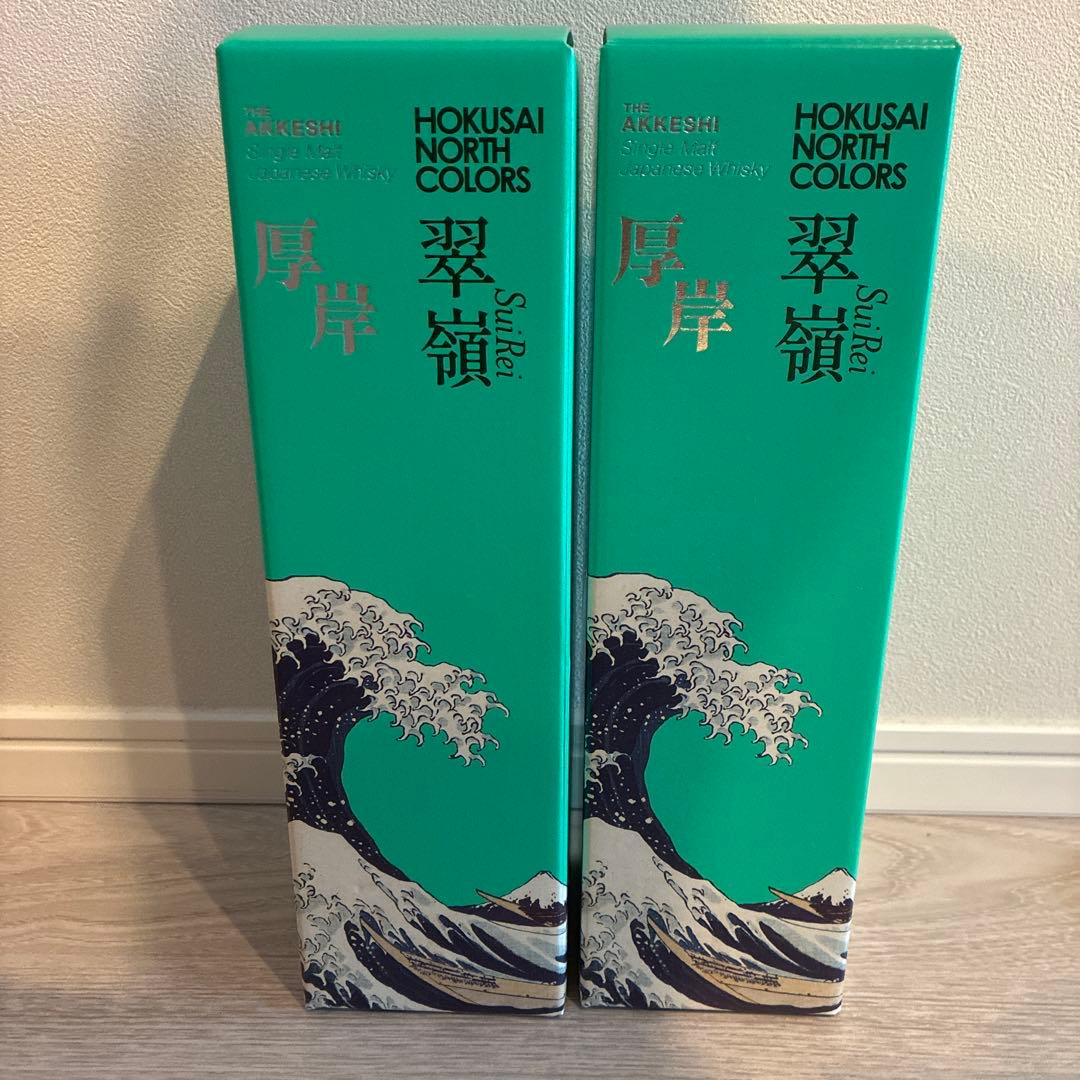 THE
AKKESHI
Single Malt
Japanese Whisky
厚岸
HOKUSAI
NORTH
COLORS
翠嶺
SuiRei
THE
AKKESHI
Single Malt
Japanese Whisky
厚岸
HOKUSAI
NORTH
COLORS
翠嶺
SuiRei